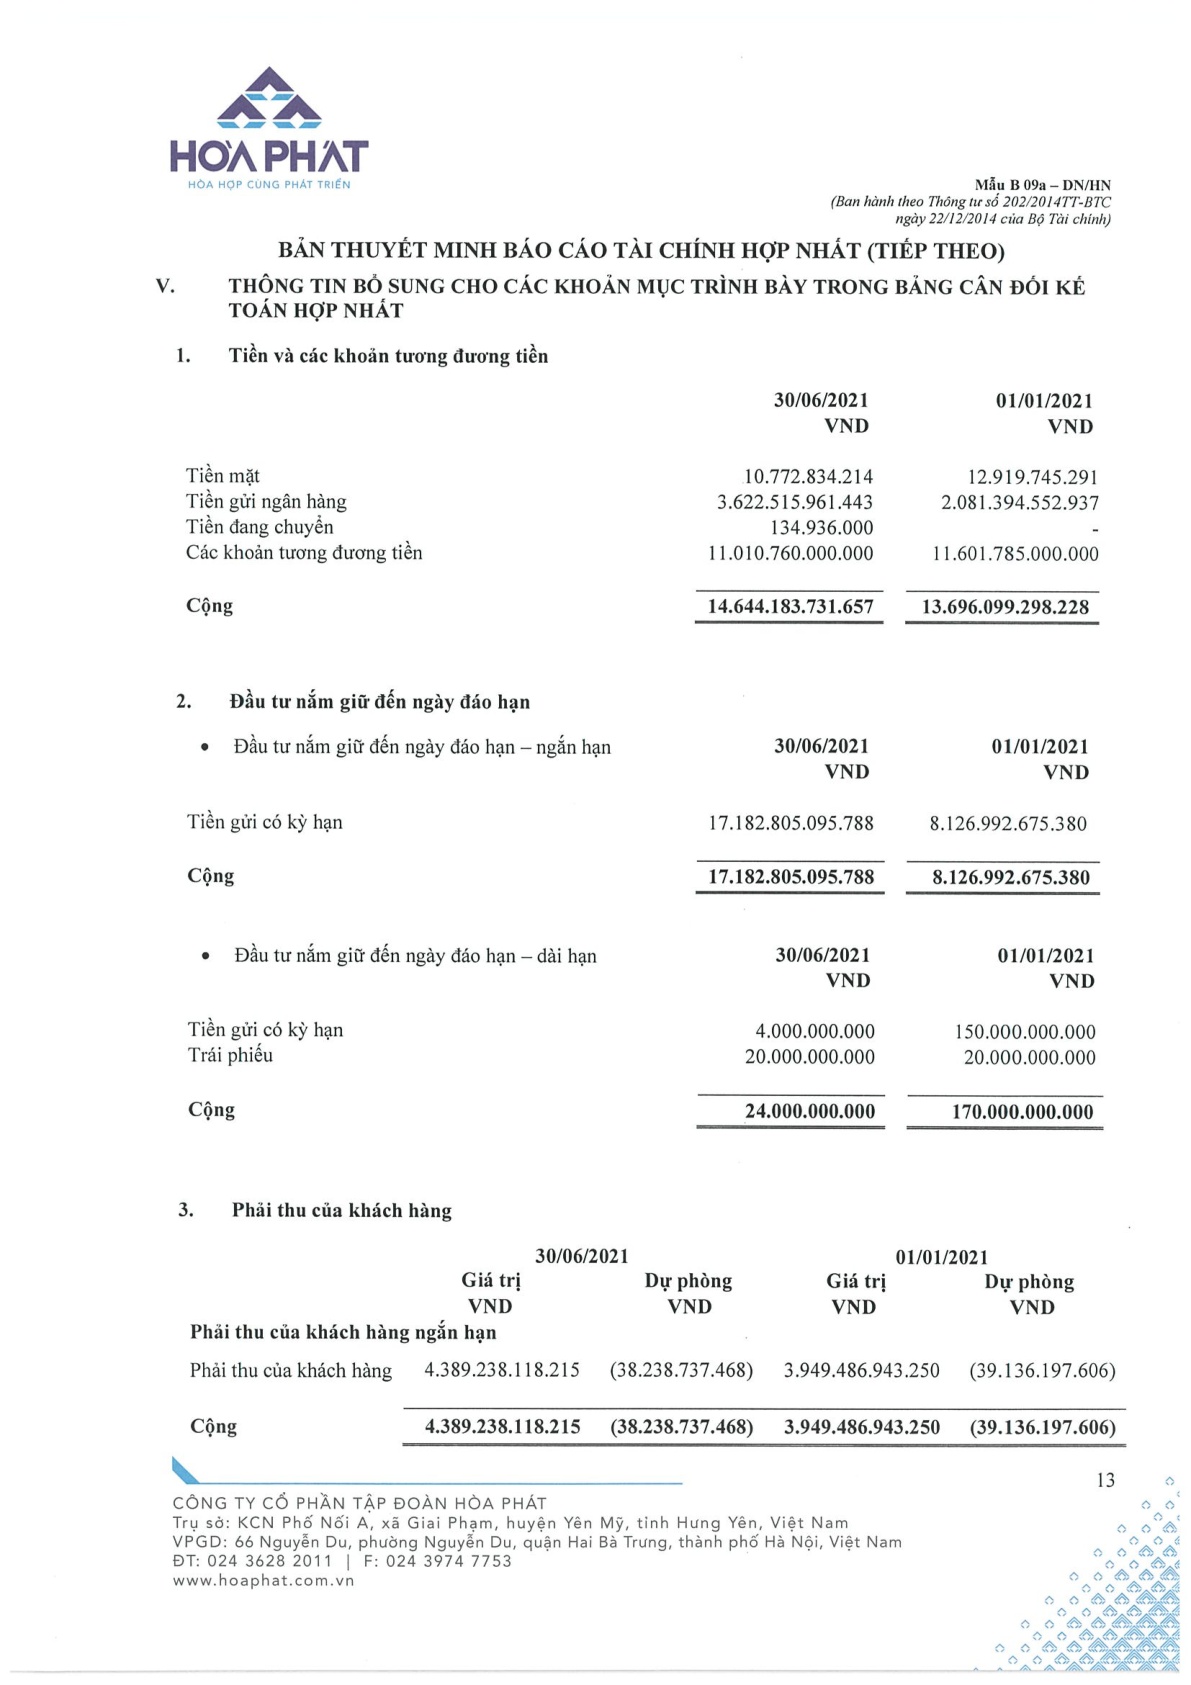 HÒA PHÁT
HÒA HỢP CÙNG PHÁT TRIỂN
Mẫu B 09a – DN/HN
(Ban hành theo Thông tư số 202/2014TT-BTC
ngày 22/12/2014 của Bộ Tài chính)
BẢN THUYẾT MINH BÁO CÁO TÀI CHÍNH HỢP NHẤT (TIẾP THEO)
V. THÔNG TIN BỔ SUNG CHO CÁC KHOẢN MỤC TRÌNH BÀY TRONG BẢNG CÂN ĐỐI KẾ
TOÁN HỢP NHẤT
1. Tiền và các khoản tương đương tiền
30/06/2021 01/01/2021
VND VND
Tiền mặt 10.772.834.214 12.919.745.291
Tiền gửi ngân hàng 3.622.515.961.443 2.081.394.552.937
Tiền đang chuyển 134.936.000 -
Các khoản tương đương tiền 11.010.760.000.000 11.601.785.000.000
Cộng 14.644.183.731.657 13.696.099.298.228
2. Đầu tư nắm giữ đến ngày đáo hạn
• Đầu tư nắm giữ đến ngày đáo hạn – ngắn hạn 30/06/2021 01/01/2021
VND VND
Tiền gửi có kỳ hạn 17.182.805.095.788 8.126.992.675.380
Cộng 17.182.805.095.788 8.126.992.675.380
• Đầu tư nắm giữ đến ngày đáo hạn – dài hạn 30/06/2021 01/01/2021
VND VND
Tiền gửi có kỳ hạn 4.000.000.000 150.000.000.000
Trái phiếu 20.000.000.000 20.000.000.000
Cộng 24.000.000.000 170.000.000.000
3. Phải thu của khách hàng
30/06/2021 01/01/2021
Giá trị Dự phòng Giá trị Dự phòng
VND VND VND VND
Phải thu của khách hàng ngắn hạn
Phải thu của khách hàng 4.389.238.118.215 (38.238.737.468) 3.949.486.943.250 (39.136.197.606)
Cộng 4.389.238.118.215 (38.238.737.468) 3.949.486.943.250 (39.136.197.606)
13
CÔNG TY CỔ PHẦN TẬP ĐOÀN HÒA PHÁT
Trụ sở: KCN Phố Nối A, xã Giai Phạm, huyện Yên Mỹ, tỉnh Hưng Yên, Việt Nam
VPGD: 66 Nguyễn Du, phường Nguyễn Du, quận Hai Bà Trưng, thành phố Hà Nội, Việt Nam
ĐT: 024 3628 2011 | F: 024 3974 7753
www.hoaphat.com.vn